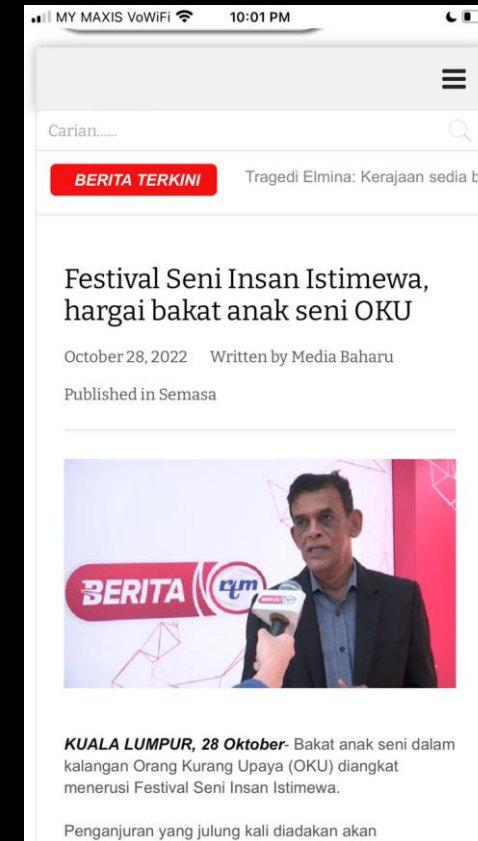 MY MAXIS VoWiFi 10:01 PM
Carian......
BERITA TERKINI Tragedi Elmina: Kerajaan sedia b
Festival Seni Insan Istimewa,
hargai bakat anak seni OKU
October 28, 2022 Written by Media Baharu
Published in Semasa
BERITA rtm
KUALA LUMPUR, 28 Oktober- Bakat anak seni dalam
kalangan Orang Kurang Upaya (OKU) diangkat
menerusi Festival Seni Insan Istimewa.
Penganjuran yang julung kali diadakan akan